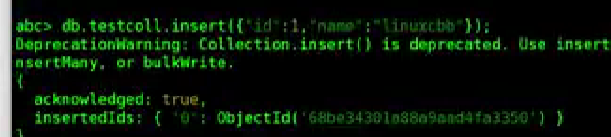 abc> db.testcoll.insert({"id":1,"name":"linuxcbb"});
DeprecationWarning: Collection.insert() is deprecated. Use insert
nsertMany, or bulkWrite.
{
acknowledged: true,
insertedIds: { '0': ObjectId('68be34301a88a9aad4fa3350') }
}